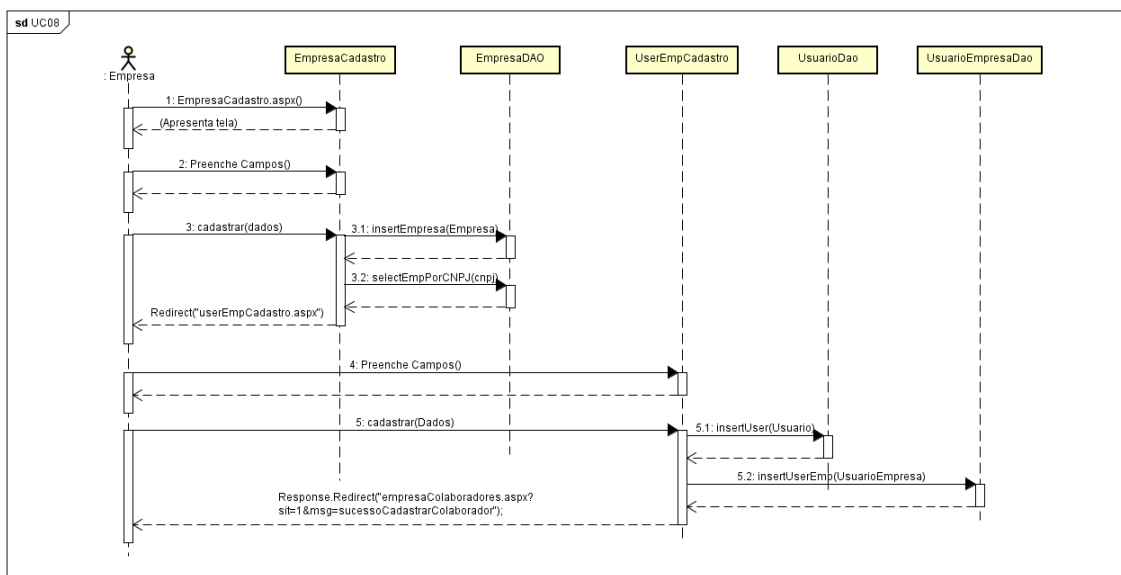 sd UC08
: Empresa
EmpresaCadastro
EmpresaDAO
UserEmpCadastro
UsuarioDao
UsuarioEmpresaDao
1: EmpresaCadastro.aspx()
(Apresenta tela)
2: Preenche Campos()
3: cadastrar(dados)
3.1: insertEmpresa(Empresa)
3.2: selectEmpPorCNPJ(cnpj)
Redirect("userEmpCadastro.aspx")
4: Preenche Campos()
5: cadastrar(Dados)
5.1: insertUser(Usuario)
5.2: insertUserEmp(UsuarioEmpresa)
Response.Redirect("empresaColaboradores.aspx?
sit=1&msg=sucessoCadastrarColaborador");